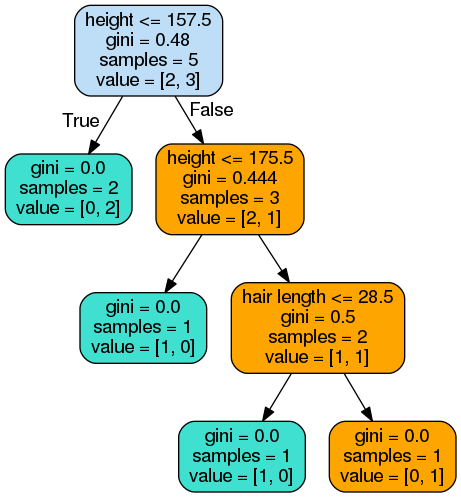 height <= 157.5
gini = 0.48
samples = 5
value = [2, 3]
True
False
gini = 0.0
samples = 2
value = [0, 2]
height <= 175.5
gini = 0.444
samples = 3
value = [2, 1]
gini = 0.0
samples = 1
value = [1, 0]
hair length <= 28.5
gini = 0.5
samples = 2
value = [1, 1]
gini = 0.0
samples = 1
value = [1, 0]
gini = 0.0
samples = 1
value = [0, 1]